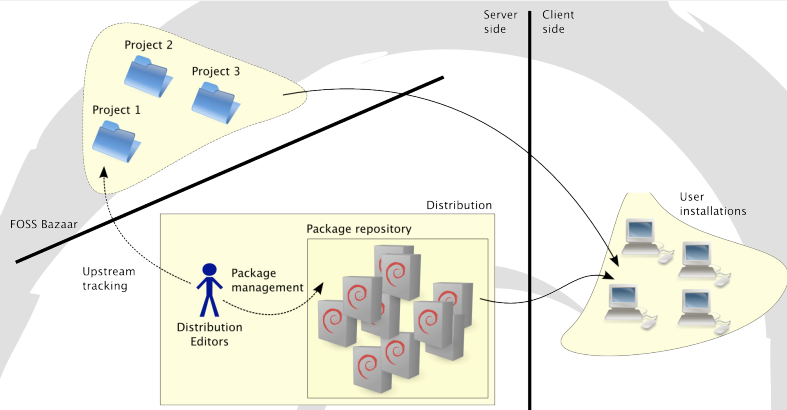 Server
side
Client
side
Project 2
Project 3
Project 1
FOSS Bazaar
User
installations
Distribution
Package repository
Upstream
tracking
Package
management
Distribution
Editors